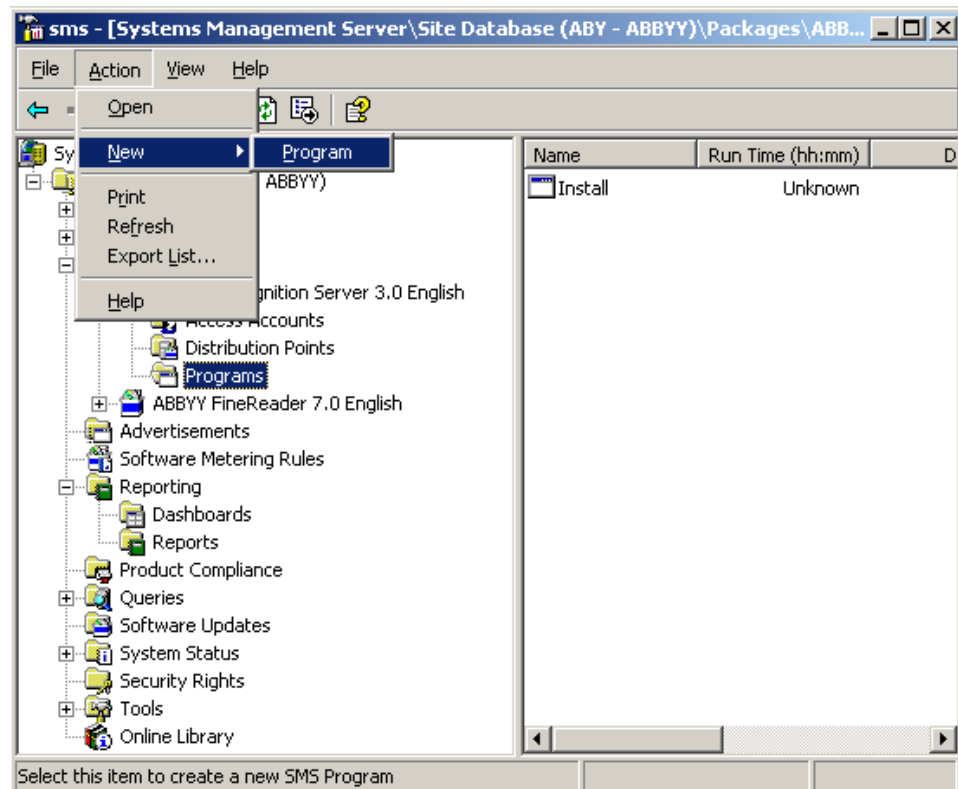 sms - [Systems Management Server\Site Database (ABY - ABBYY)\Packages\ABB...
File Action View Help
Open
New
Program
Print
Refresh
Export List...
Help
Sy
ABBYY)
gnition Server 3.0 English
Access Accounts
Distribution Points
Programs
ABBYY FineReader 7.0 English
Advertisements
Software Metering Rules
Reporting
Dashboards
Reports
Product Compliance
Queries
Software Updates
System Status
Security Rights
Tools
Online Library
Name Run Time (hh:mm) D
Install Unknown
Select this item to create a new SMS Program